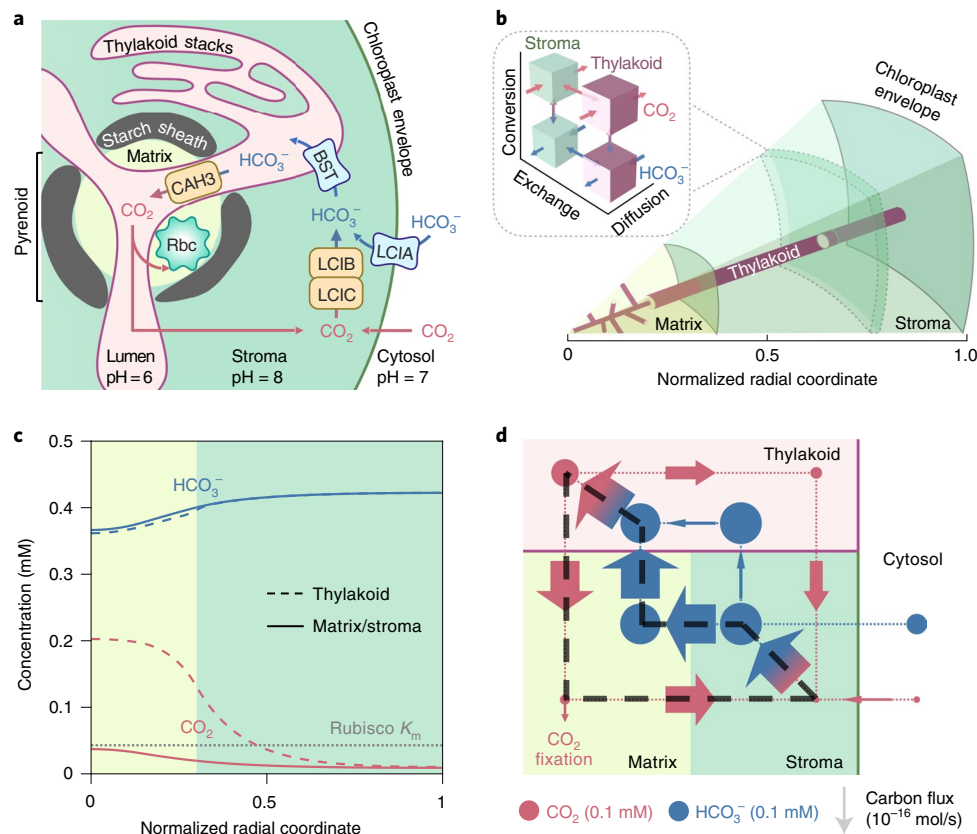 a
Thylakoid stacks
Chloroplast envelope
Starch sheath
Matrix
HCO₃⁻
BST
CAH3
Pyrenoid
CO₂
Rbc
HCO₃⁻
HCO₃⁻
LCIA
LCIB
LCIC
CO₂
CO₂
Lumen
pH = 6
Stroma
pH = 8
Cytosol
pH = 7
b
Stroma
Thylakoid
CO₂
HCO₃⁻
Conversion
Exchange
Diffusion
Chloroplast
envelope
Thylakoid
Matrix
Stroma
0
0.5
1.0
Normalized radial coordinate
c
0.5
0.4
0.3
0.2
0.1
0
Concentration (mM)
HCO₃⁻
Thylakoid
Matrix/stroma
CO₂
Rubisco Kₘ
0
0.5
1
Normalized radial coordinate
d
Thylakoid
Cytosol
CO₂
fixation
Matrix
Stroma
CO₂ (0.1 mM)
HCO₃⁻ (0.1 mM)
Carbon flux
(10⁻¹⁶ mol/s)